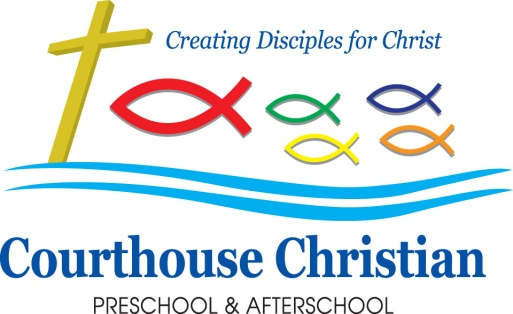 Creating Disciples for Christ
Courthouse Christian
PRESCHOOL & AFTERSCHOOL